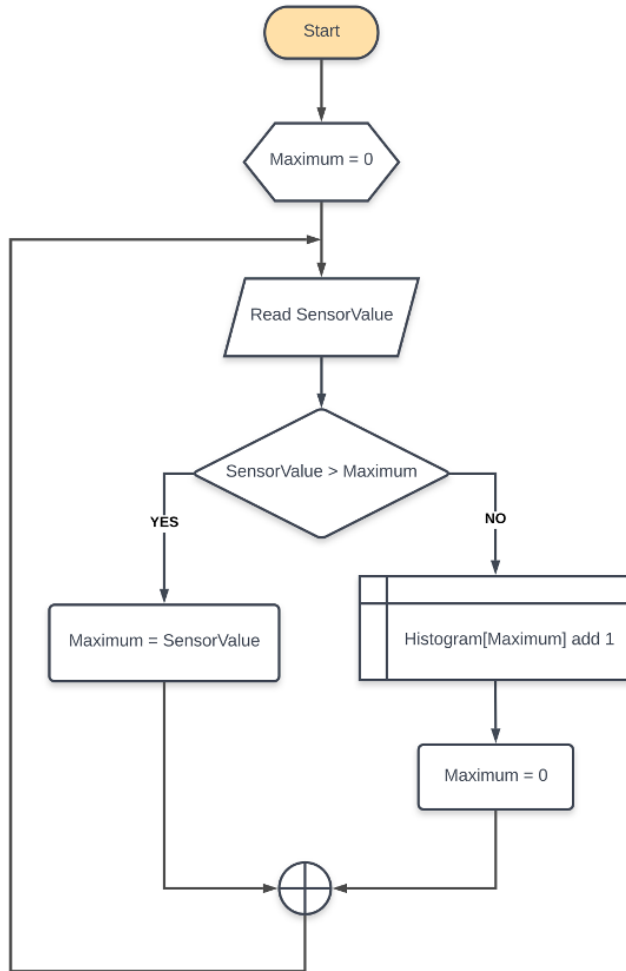 Start
Maximum = 0
Read SensorValue
SensorValue > Maximum
YES
NO
Maximum = SensorValue
Histogram[Maximum] add 1
Maximum = 0